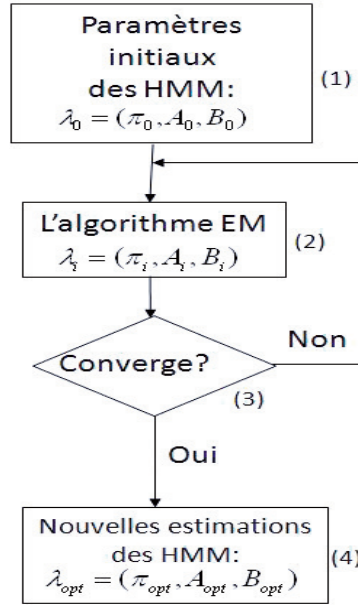 Paramètres
initiaux
des HMM:
(1)
λ₀ = (π₀, A₀, B₀)
L'algorithme EM
(2)
λᵢ = (πᵢ, Aᵢ, Bᵢ)
Non
Converge?
(3)
Oui
Nouvelles estimations
des HMM:
(4)
λ_opt = (π_opt, A_opt, B_opt)